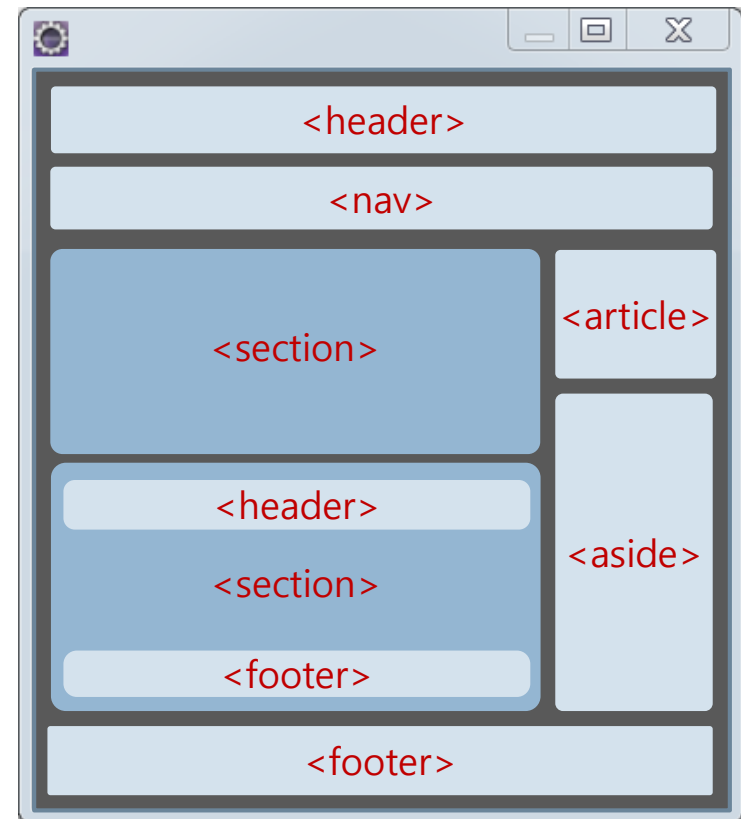 <header>
<nav>
<section>
<article>
<header>
<section>
<footer>
<aside>
<footer>